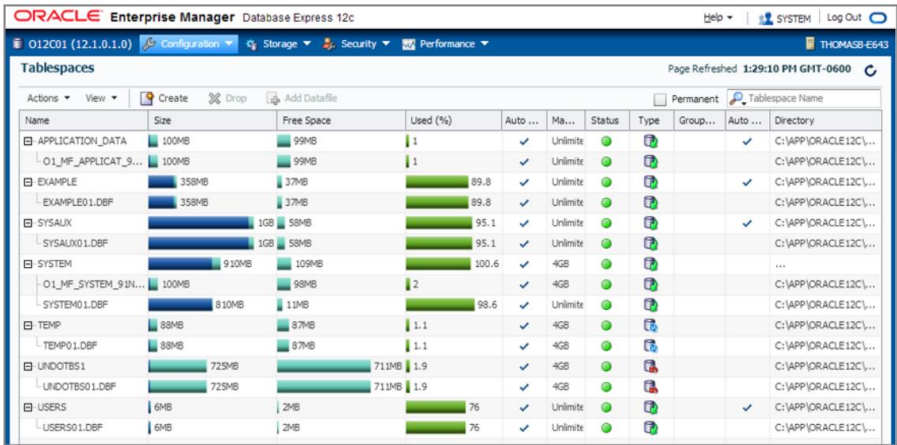 ORACLE Enterprise Manager Database Express 12c Help SYSTEM Log Out
O12C01 (12.1.0.1.0) Configuration Storage Security Performance THOMASB-E643
Tablespaces Page Refreshed 1:29:10 PM GMT-0600
Actions View Create Drop Add Datafile Permanent Tablespace Name
Name Size Free Space Used (%) Auto ... Ma... Status Type Group... Auto ... Directory
APPLICATION_DATA 100MB 99MB 1 Unlimite C:\APP\ORACLE12C\...
O1_MF_APPLICAT_9... 100MB 99MB 1 Unlimite C:\APP\ORACLE12C\...
EXAMPLE 358MB 37MB 89.8 Unlimite C:\APP\ORACLE12C\...
EXAMPLE01.DBF 358MB 37MB 89.8 Unlimite C:\APP\ORACLE12C\...
SYSAUX 1GB 58MB 95.1 Unlimite C:\APP\ORACLE12C\...
SYSAUX01.DBF 1GB 58MB 95.1 Unlimite C:\APP\ORACLE12C\...
SYSTEM 910MB 109MB 100.6 4GB ...
O1_MF_SYSTEM_91N... 100MB 98MB 2 4GB C:\APP\ORACLE12C\...
SYSTEM01.DBF 810MB 11MB 98.6 Unlimite C:\APP\ORACLE12C\...
TEMP 88MB 87MB 1.1 4GB C:\APP\ORACLE12C\...
TEMP01.DBF 88MB 87MB 1.1 4GB C:\APP\ORACLE12C\...
UNDOTBS1 725MB 711MB 1.9 4GB C:\APP\ORACLE12C\...
UNDOTBS01.DBF 725MB 711MB 1.9 4GB C:\APP\ORACLE12C\...
USERS 6MB 2MB 76 Unlimite C:\APP\ORACLE12C\...
USERS01.DBF 6MB 2MB 76 Unlimite C:\APP\ORACLE12C\...